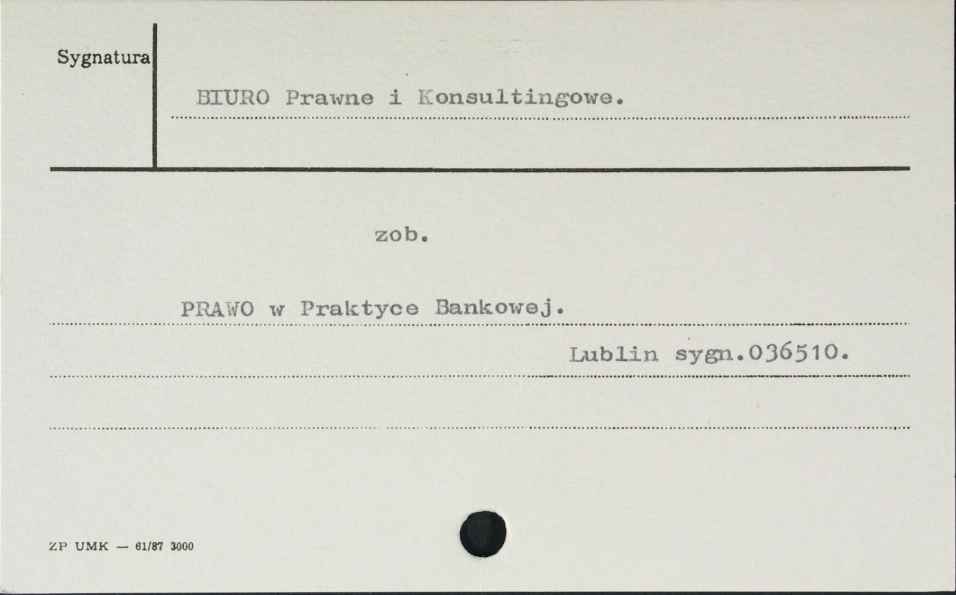 Sygnatura
BIURO Prawne i Konsultingowe.
zob.
PRAWO w Praktyce Bankowej.
Lublin sygn.036510.
ZP UMK — 61/87 3000